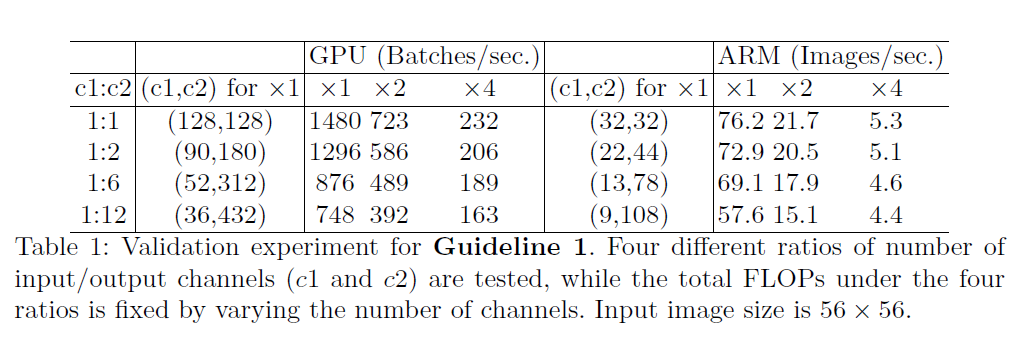 GPU (Batches/sec.) ARM (Images/sec.)
c1:c2 (c1,c2) for ×1 ×1 ×2 ×4 (c1,c2) for ×1 ×1 ×2 ×4
1:1 (128,128) 1480 723 232 (32,32) 76.2 21.7 5.3
1:2 (90,180) 1296 586 206 (22,44) 72.9 20.5 5.1
1:6 (52,312) 876 489 189 (13,78) 69.1 17.9 4.6
1:12 (36,432) 748 392 163 (9,108) 57.6 15.1 4.4
Table 1: Validation experiment for Guideline 1. Four different ratios of number of
input/output channels (c1 and c2) are tested, while the total FLOPs under the four
ratios is fixed by varying the number of channels. Input image size is 56 × 56.